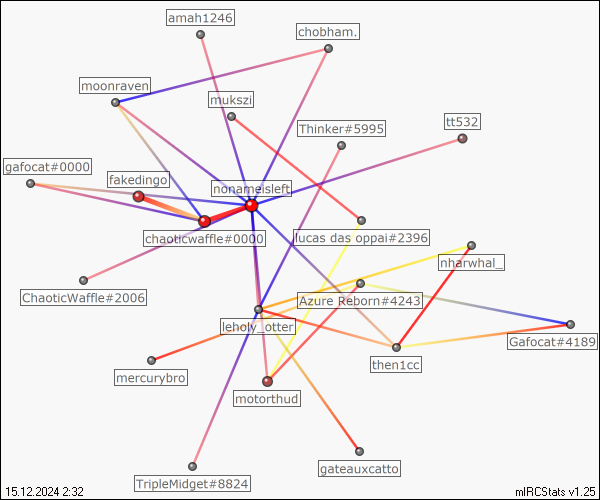 amah1246
chobham.
moonraven
mukszi
Thinker#5995
tt532
gafocat#0000
fakedingo
nonameisleft
chaoticwaffle#0000
lucas das oppai#2396
nharwhal_
ChaoticWaffle#2006
Azure Reborn#4243
leholy_otter
Gafocat#4189
then1cc
mercurybro
motorthud
gateauxcatto
TripleMidget#8824
15.12.2024 2:32
mIRCStats v1.25